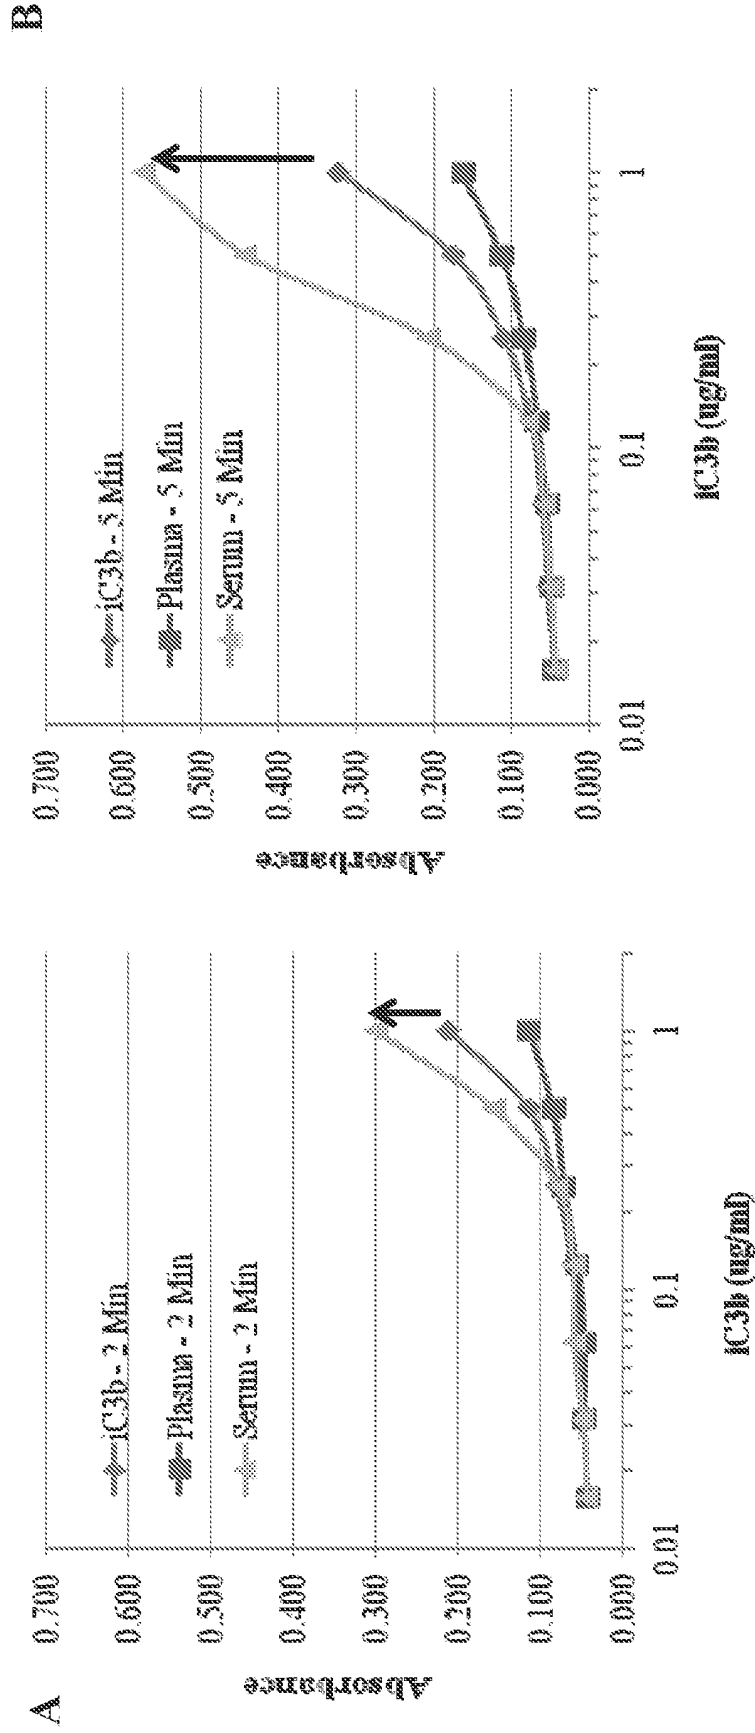 A
Absorbance
0.700
0.600
0.500
0.400
0.300
0.200
0.100
0.000
iC3b - 2 Min
Plasma - 2 Min
Serum - 2 Min
0.01
0.1
1
iC3b (ug/ml)
B
Absorbance
0.700
0.600
0.500
0.400
0.300
0.200
0.100
0.000
iC3b - 5 Min
Plasma - 5 Min
Serum - 5 Min
0.01
0.1
1
iC3b (ug/ml)